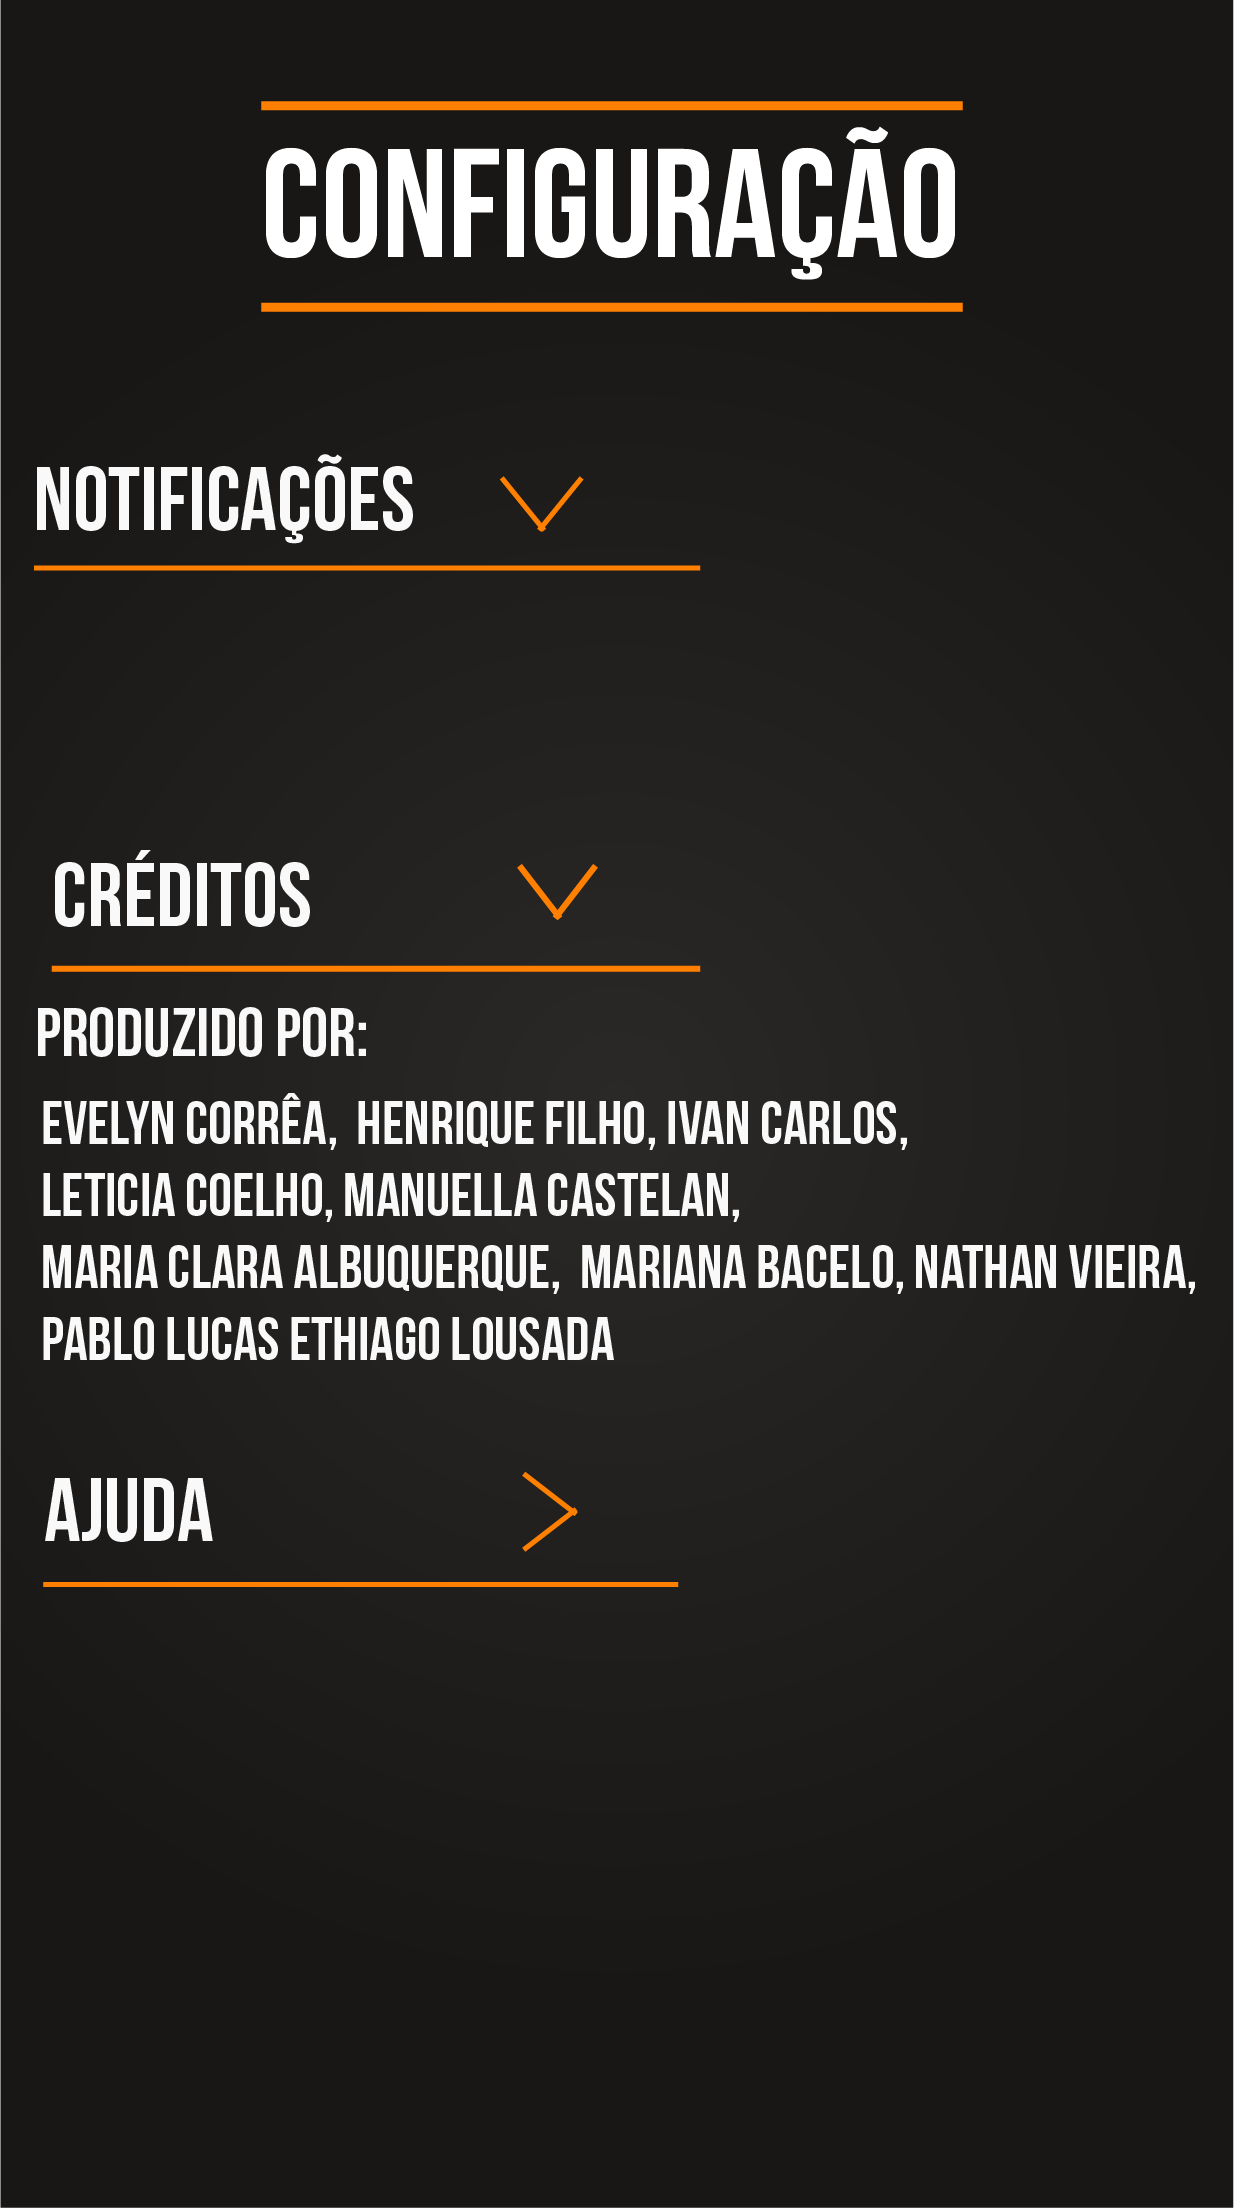 CONFIGURAÇÃO
NOTIFICAÇÕES
CRÉDITOS
PRODUZIDO POR:
EVELYN CORRÊA, HENRIQUE FILHO, IVAN CARLOS,
LETICIA COELHO, MANUELLA CASTELAN,
MARIA CLARA ALBUQUERQUE, MARIANA BACELO, NATHAN VIEIRA,
PABLO LUCAS ETHIAGO LOUSADA
AJUDA